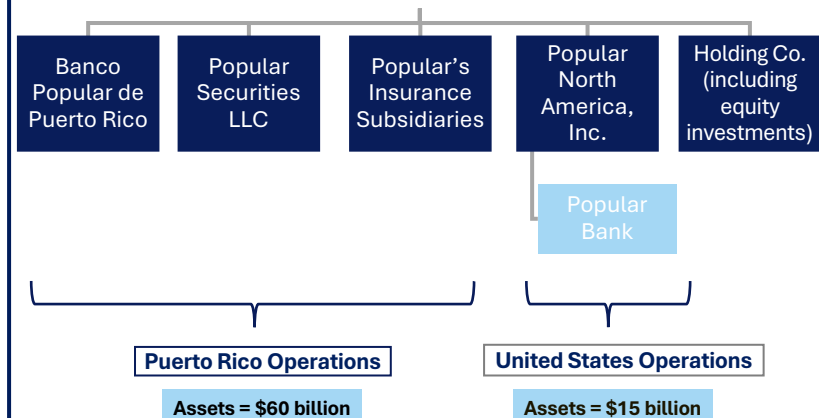 Banco
Popular de
Puerto Rico
Popular
Securities
LLC
Popular's
Insurance
Subsidiaries
Popular
North
America,
Inc.
Holding Co.
(including
equity
investments)
Popular
Bank
Puerto Rico Operations
United States Operations
Assets = $60 billion
Assets = $15 billion